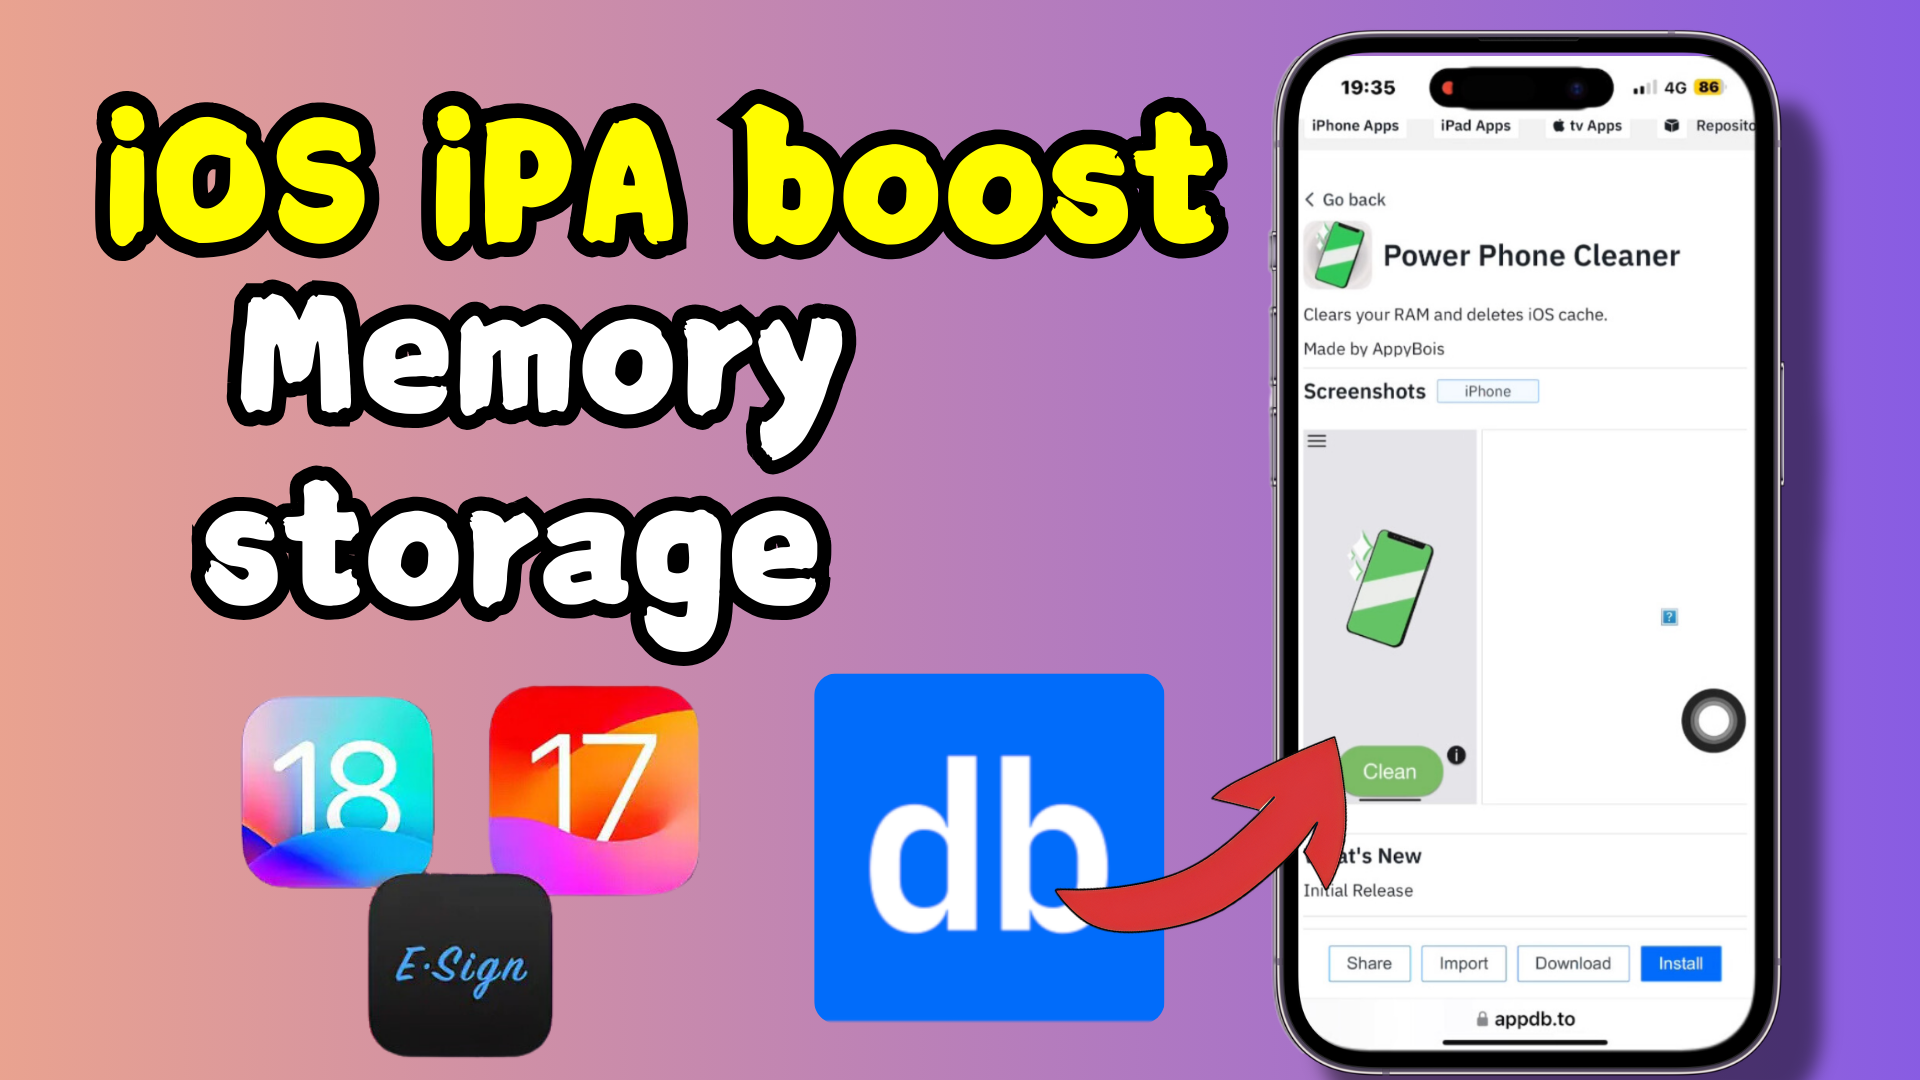 iOS iPA boost
Memory
storage
18
17
E·Sign
db
19:35
4G 86
iPhone Apps
iPad Apps
tv Apps
Reposito
Go back
Power Phone Cleaner
Clears your RAM and deletes iOS cache.
Made by AppyBois
Screenshots
iPhone
Clean
i
?
at's New
Initial Release
Share
Import
Download
Install
appdb.to